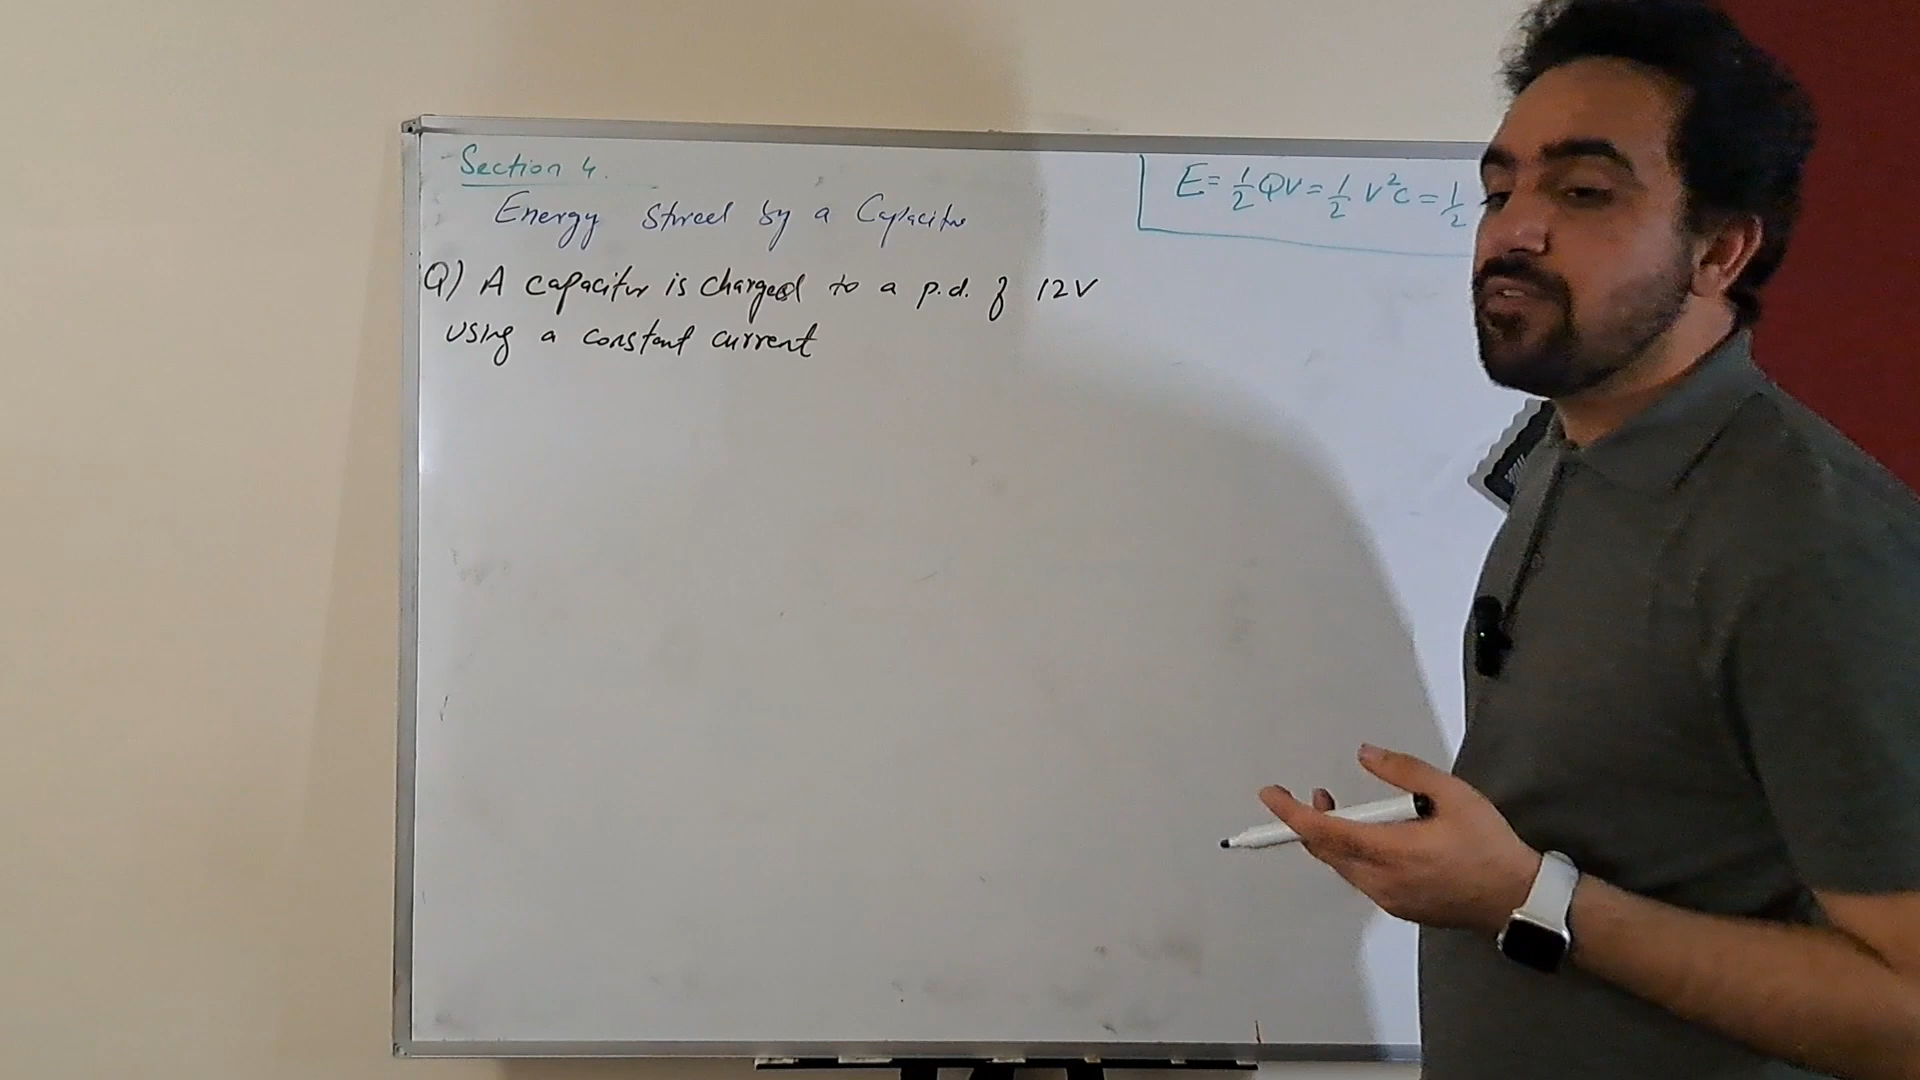 Section 4.
E = 1/2 QV = 1/2 V²C = 1/2
Energy stored by a Capacitor
Q) A capacitor is charged to a p.d. of 12V
using a constant current